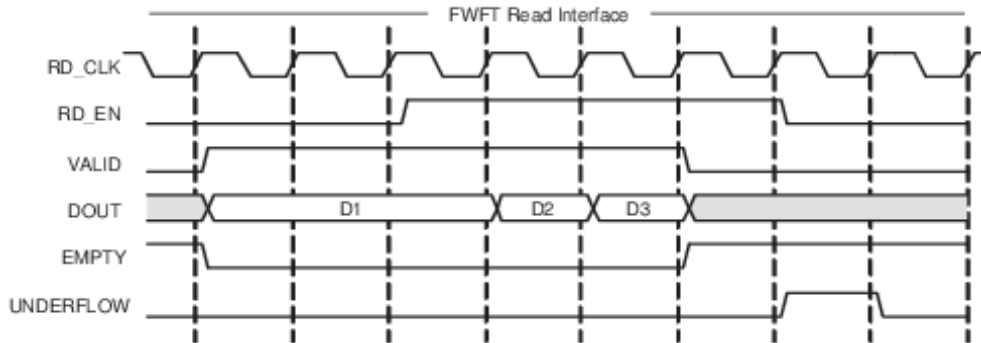 FWFT Read Interface
RD_CLK
RD_EN
VALID
DOUT D1 D2 D3
EMPTY
UNDERFLOW